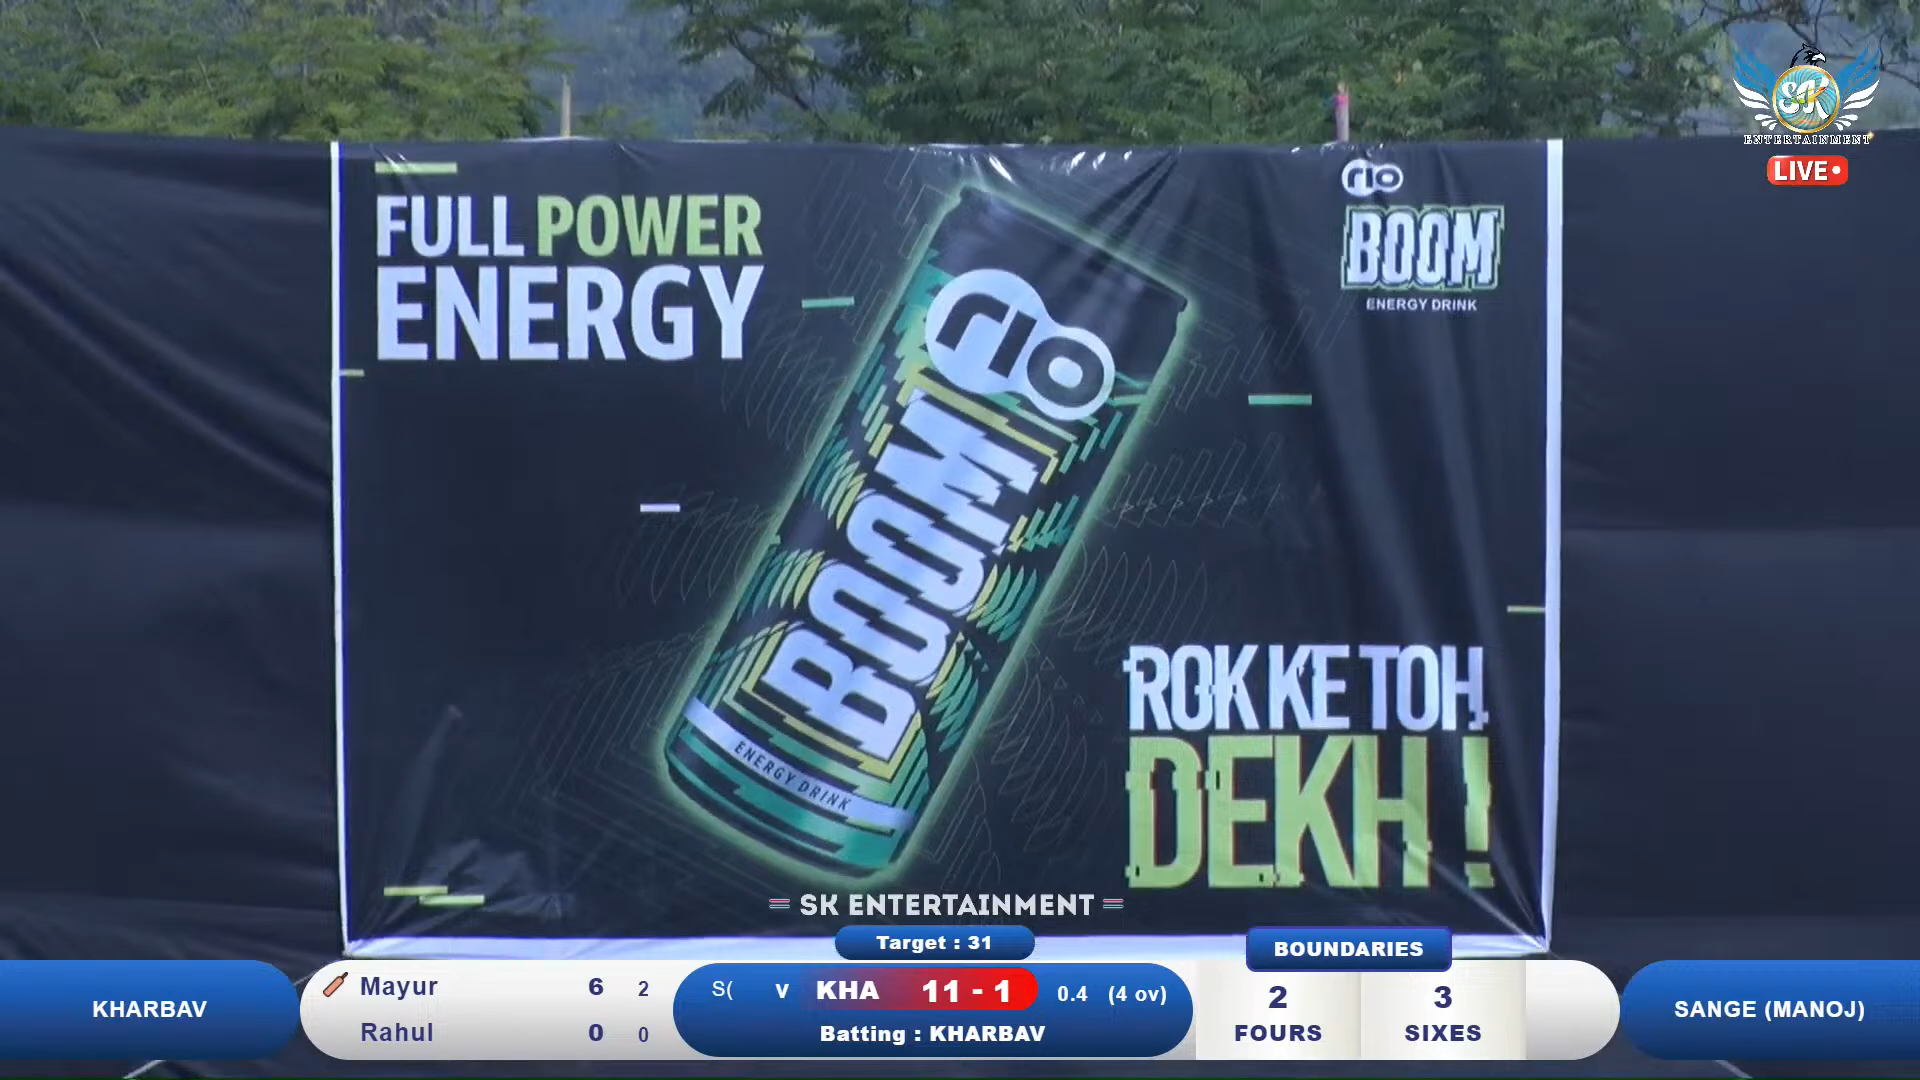 SK
ENTERTAINMENT
LIVE
FULL POWER
ENERGY
rio
BOOM
ENERGY DRINK
rio
BOOM
ENERGY DRINK
ROK KE TOH
DEKH !
SK ENTERTAINMENT
Target : 31
BOUNDARIES
KHARBAV
Mayur 6 2
Rahul 0 0
S( v KHA 11 - 1 0.4 (4 ov)
Batting : KHARBAV
2 3
FOURS SIXES
SANGE (MANOJ)